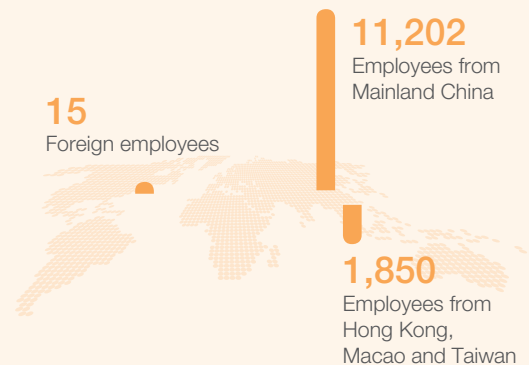 11,202
Employees from
Mainland China
15
Foreign employees
1,850
Employees from
Hong Kong,
Macao and Taiwan